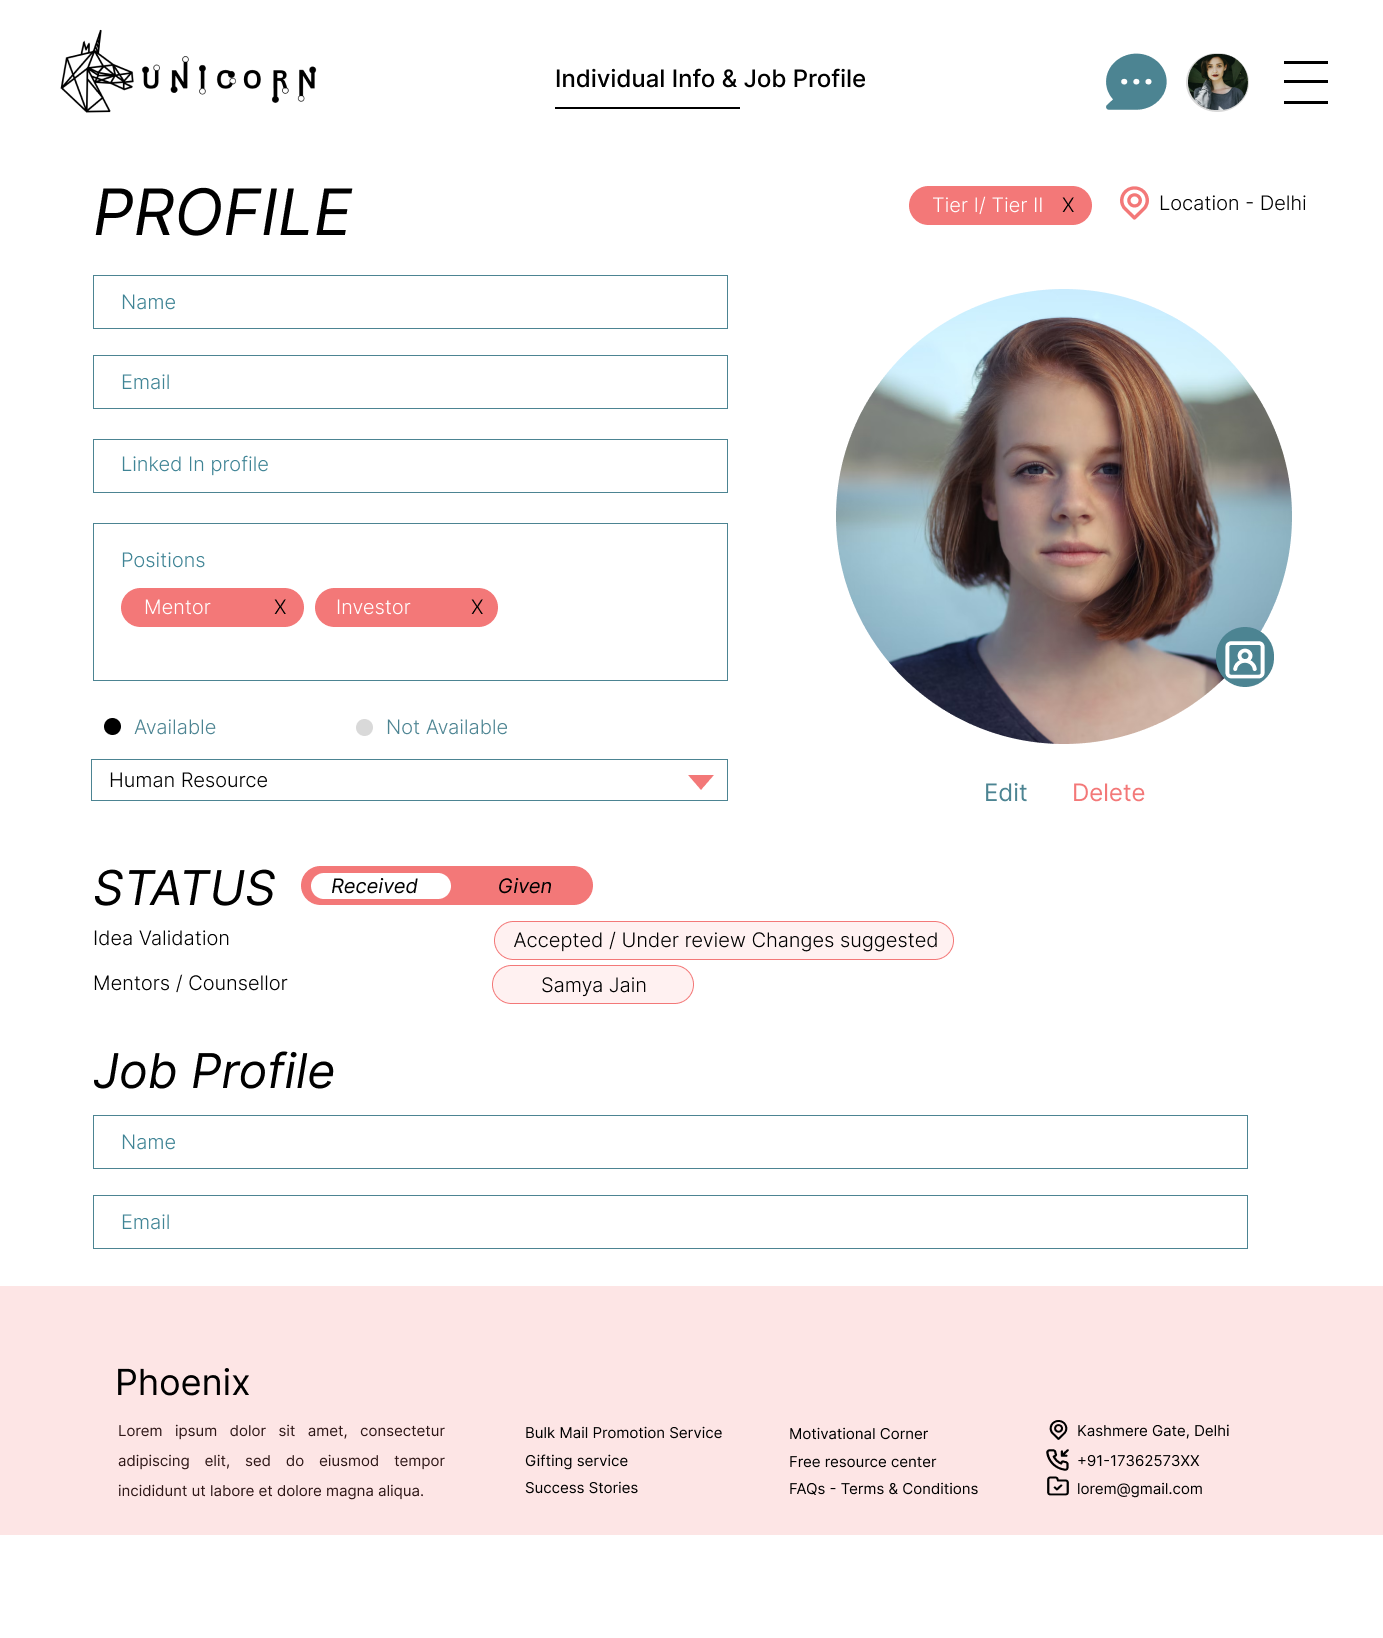 UNICORN
Individual Info & Job Profile
PROFILE
Tier I/ Tier II X
Location - Delhi
Name
Email
Linked In profile
Positions
Mentor X
Investor X
Available
Not Available
Human Resource
Edit
Delete
STATUS
Received
Given
Idea Validation
Accepted / Under review Changes suggested
Mentors / Counsellor
Samya Jain
Job Profile
Name
Email
Phoenix
Lorem ipsum dolor sit amet, consectetur
adipiscing elit, sed do eiusmod tempor
incididunt ut labore et dolore magna aliqua.
Bulk Mail Promotion Service
Gifting service
Success Stories
Motivational Corner
Free resource center
FAQs - Terms & Conditions
Kashmere Gate, Delhi
+91-17362573XX
lorem@gmail.com